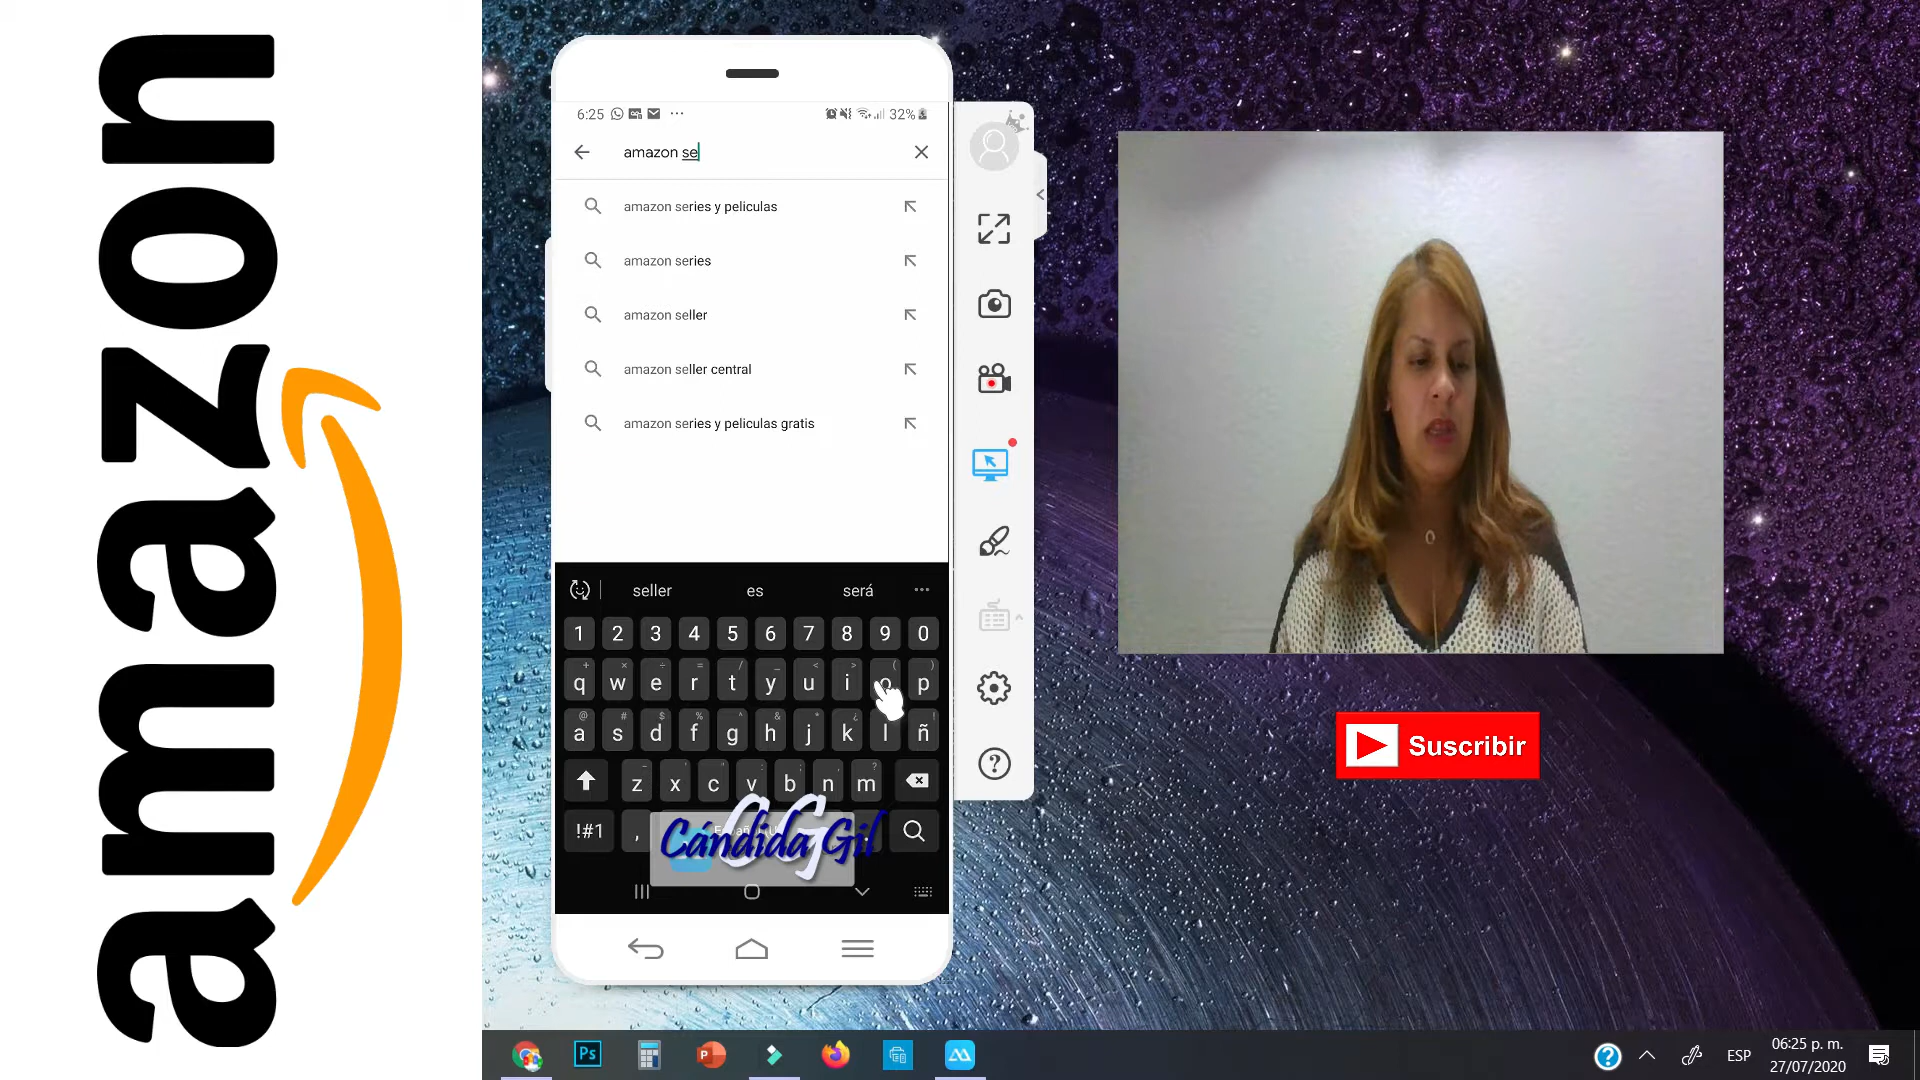 amazon
6:25 32%
amazon se
amazon series y peliculas
amazon series
amazon seller
amazon seller central
amazon series y peliculas gratis
seller es será
1 2 3 4 5 6 7 8 9 0
q w e r t y u i o p
a s d f g h j k l ñ
z x c v b n m
!#1 ,
Cándida Gil
Suscribir
Ps
P
ESP
06:25 p. m.
27/07/2020